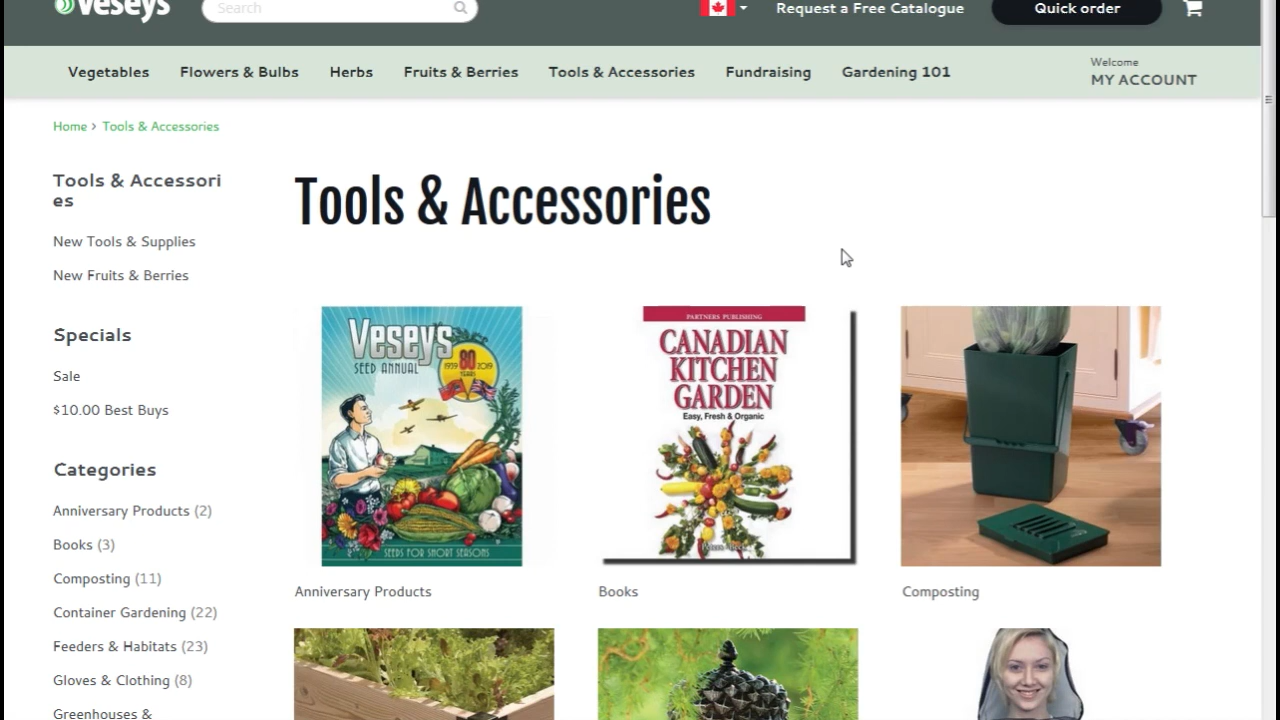 Veseys
Search
Request a Free Catalogue
Quick order
Vegetables
Flowers & Bulbs
Herbs
Fruits & Berries
Tools & Accessories
Fundraising
Gardening 101
Welcome
MY ACCOUNT
Home > Tools & Accessories
Tools & Accessori
es
New Tools & Supplies
New Fruits & Berries
Specials
Sale
$10.00 Best Buys
Categories
Anniversary Products (2)
Books (3)
Composting (11)
Container Gardening (22)
Feeders & Habitats (23)
Gloves & Clothing (8)
Greenhouses &
Tools & Accessories
Veseys
SEED ANNUAL
80
YEARS
1939
2019
SEEDS FOR SHORT SEASONS
Anniversary Products
PARTNERS PUBLISHING
CANADIAN
KITCHEN
GARDEN
Easy, Fresh & Organic
Books
Composting